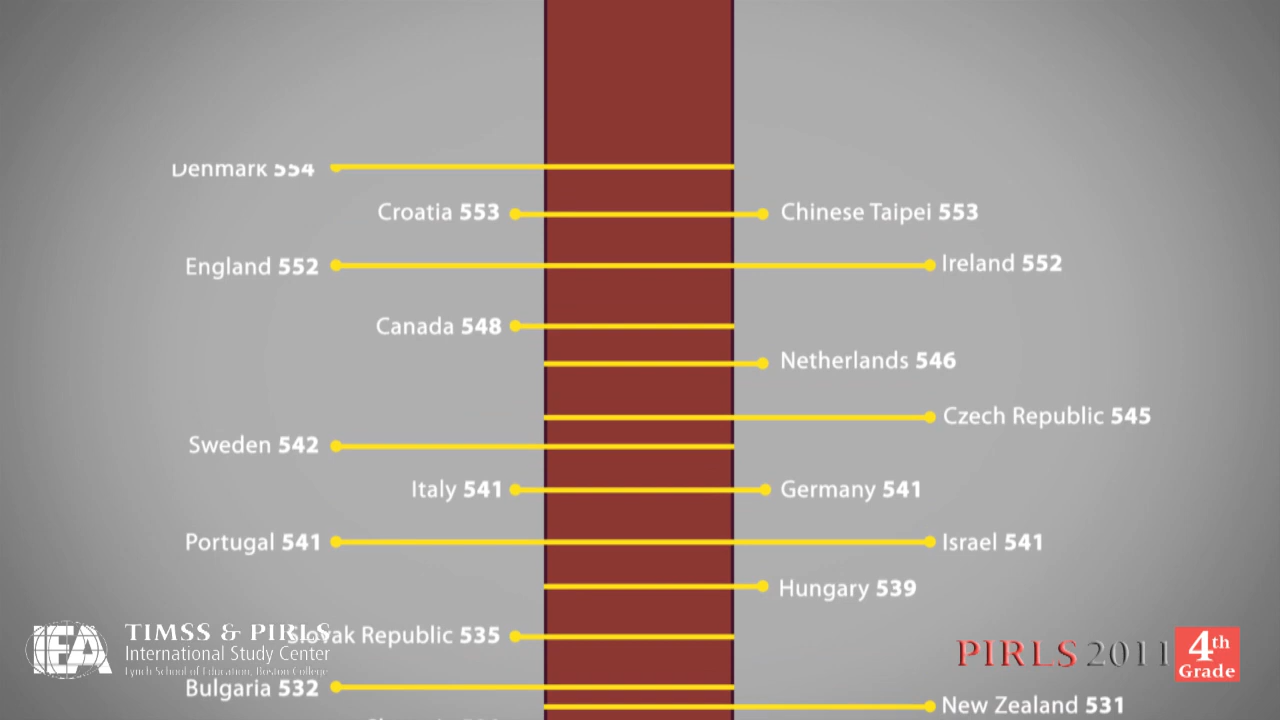 Denmark 554
Croatia 553
Chinese Taipei 553
England 552
Ireland 552
Canada 548
Netherlands 546
Czech Republic 545
Sweden 542
Italy 541
Germany 541
Portugal 541
Israel 541
Hungary 539
Slovak Republic 535
IEA
TIMSS & PIRLS
International Study Center
Lynch School of Education, Boston College
PIRLS 2011
4th
Grade
Bulgaria 532
New Zealand 531